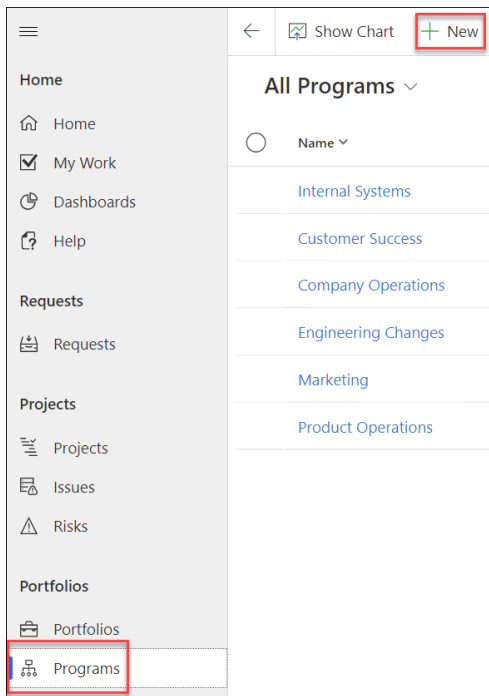 Show Chart
New
Home
All Programs
Home
Name
My Work
Internal Systems
Dashboards
Customer Success
Help
Company Operations
Requests
Engineering Changes
Requests
Marketing
Projects
Product Operations
Projects
Issues
Risks
Portfolios
Portfolios
Programs